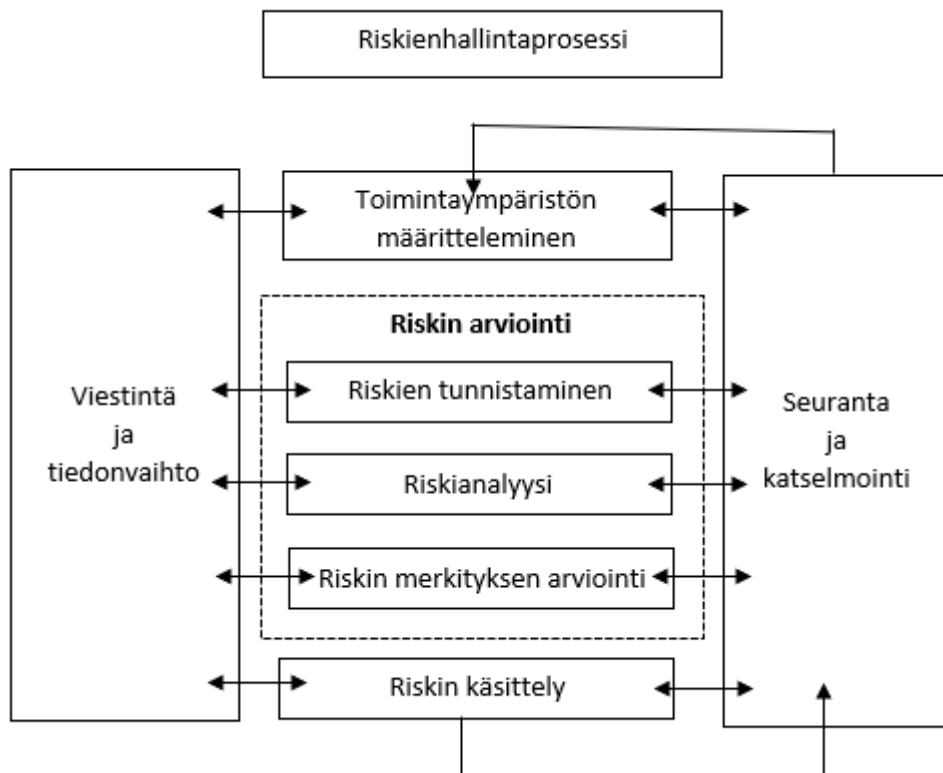 Riskienhallintaprosessi
Toimintaympäristön
määritteleminen
Riskin arviointi
Riskien tunnistaminen
Riskianalyysi
Riskin merkityksen arviointi
Riskin käsittely
Viestintä
ja
tiedonvaihto
Seuranta
ja
katselmointi